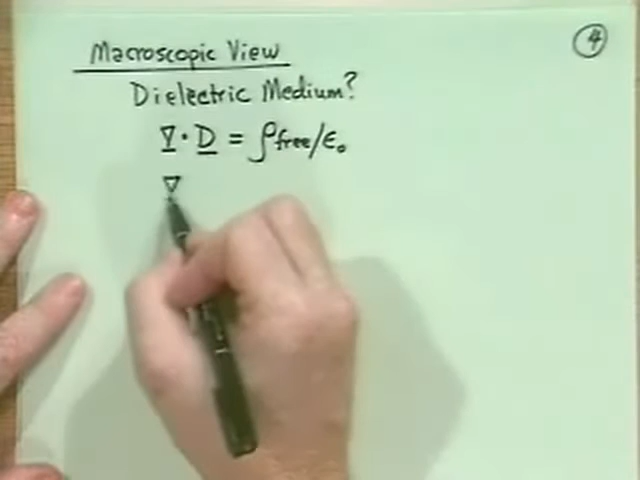 ④
Macroscopic View
Dielectric Medium?
∇ · D = ρfree/ε₀
∇